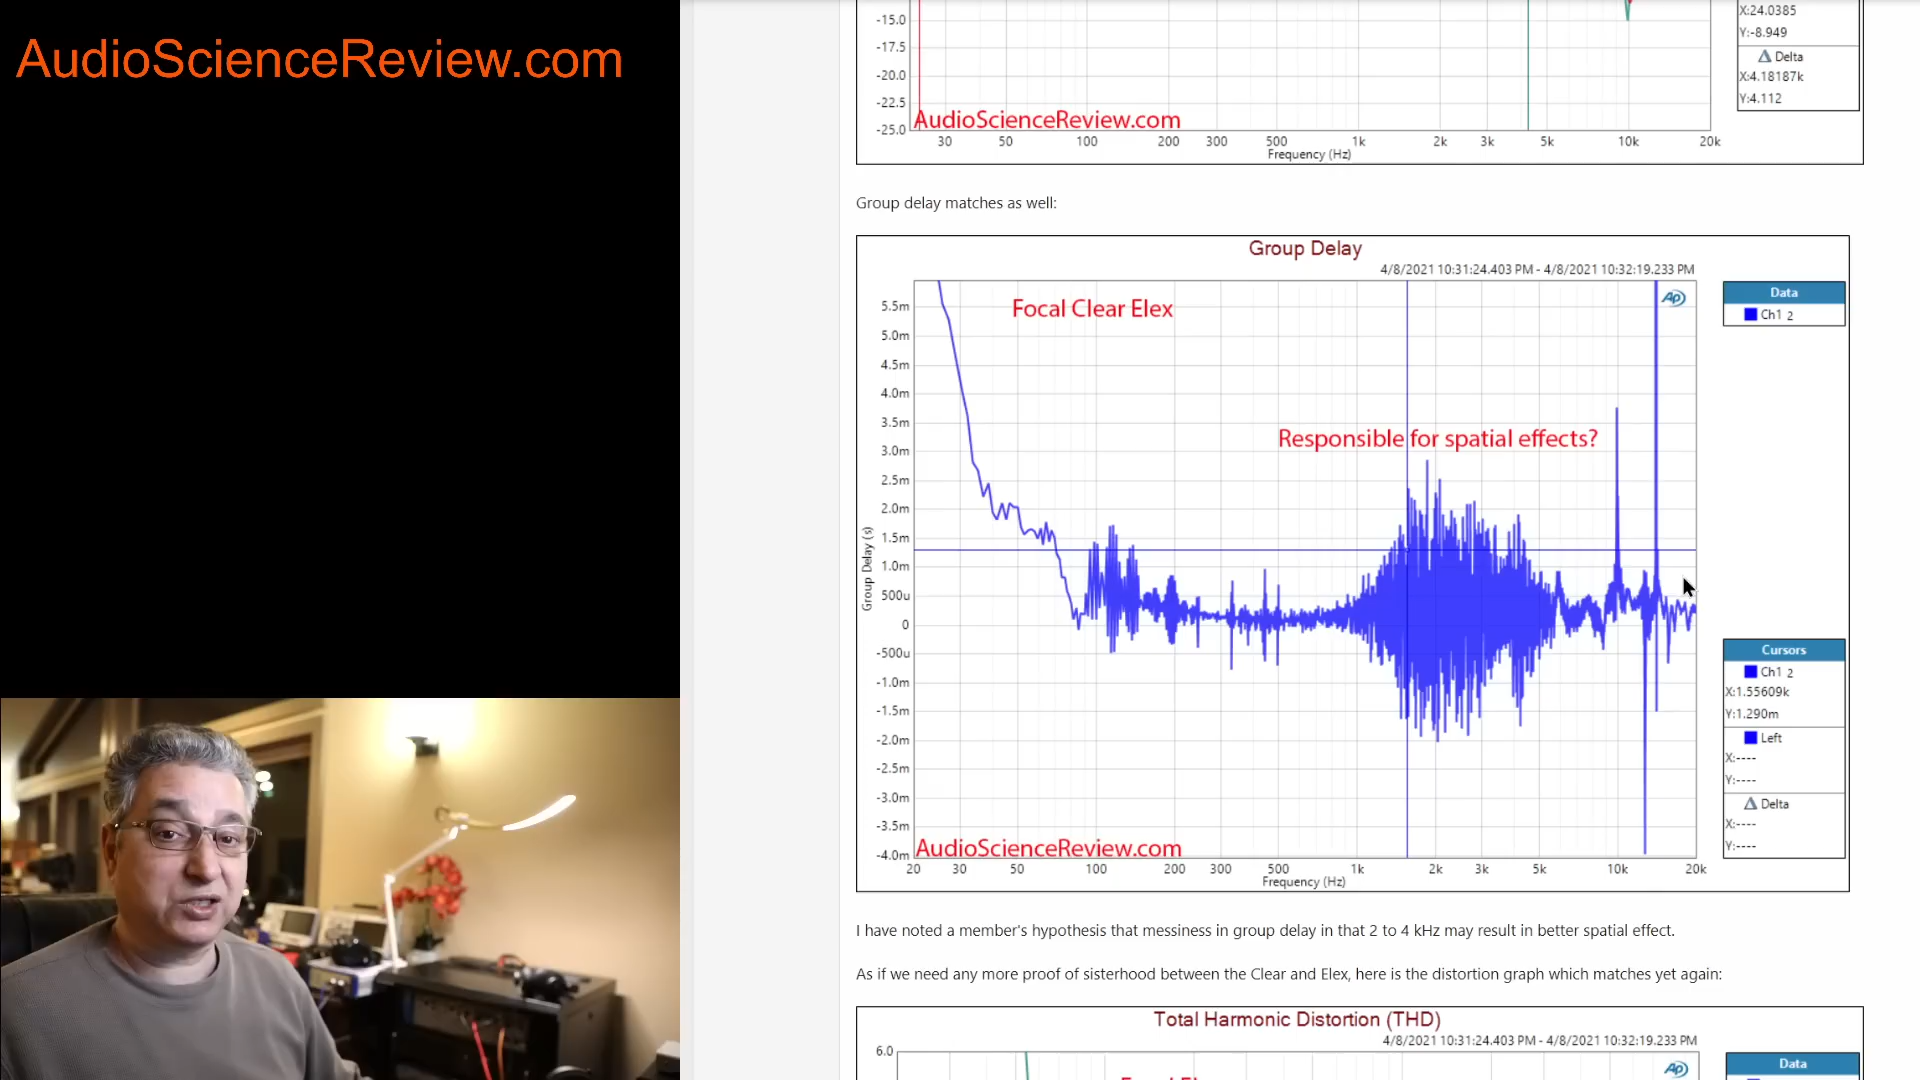 AudioScienceReview.com
-15.0
-17.5
-20.0
-22.5
-25.0
AudioScienceReview.com
30 50 100 200 300 500 1k 2k 3k 5k 10k 20k
Frequency (Hz)
X:24.0385
Y:-8.949
Delta
X:4.18187k
Y:4.112
Group delay matches as well:
Group Delay
4/8/2021 10:31:24.403 PM - 4/8/2021 10:32:19.233 PM
Focal Clear Elex
AP
Responsible for spatial effects?
Group Delay (s)
5.5m
5.0m
4.5m
4.0m
3.5m
3.0m
2.5m
2.0m
1.5m
1.0m
500u
0
-500u
-1.0m
-1.5m
-2.0m
-2.5m
-3.0m
-3.5m
-4.0m
AudioScienceReview.com
20 30 50 100 200 300 500 1k 2k 3k 5k 10k 20k
Frequency (Hz)
Data
Ch1 2
Cursors
Ch1 2
X:1.55609k
Y:1.290m
Left
X:----
Y:----
Delta
X:----
Y:----
I have noted a member's hypothesis that messiness in group delay in that 2 to 4 kHz may result in better spatial effect.
As if we need any more proof of sisterhood between the Clear and Elex, here is the distortion graph which matches yet again:
Total Harmonic Distortion (THD)
4/8/2021 10:31:24.403 PM - 4/8/2021 10:32:19.233 PM
6.0
AP
Data